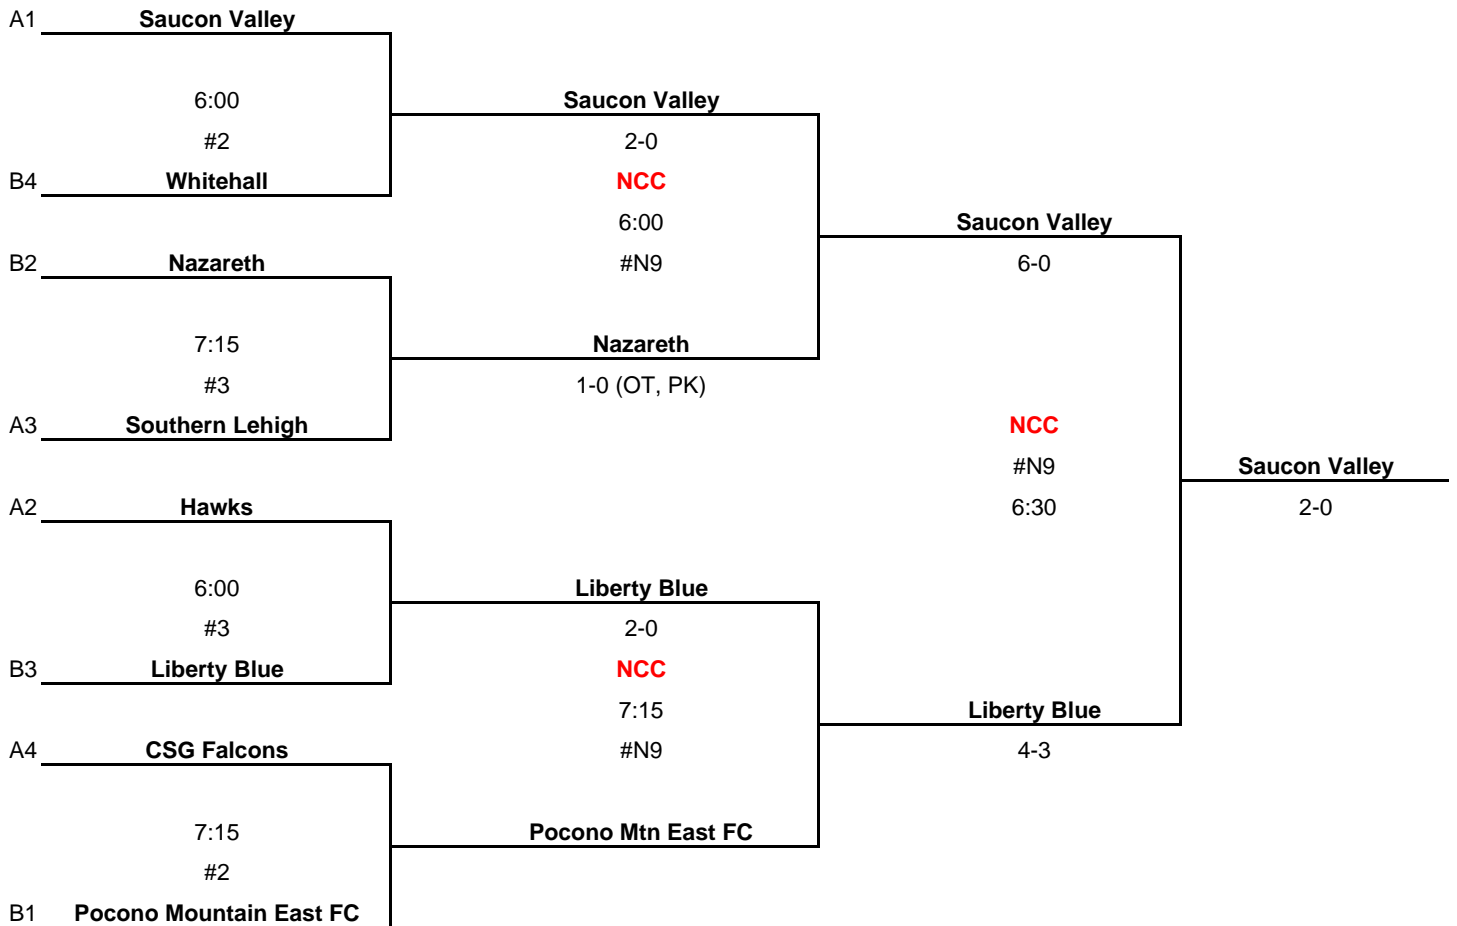 A1 Saucon Valley
6:00 Saucon Valley
#2 2-0
B4 Whitehall NCC
6:00 Saucon Valley
B2 Nazareth #N9 6-0
7:15 Nazareth
#3 1-0 (OT, PK)
A3 Southern Lehigh NCC
#N9 Saucon Valley
A2 Hawks 6:30 2-0
6:00 Liberty Blue
#3 2-0
B3 Liberty Blue NCC
7:15 Liberty Blue
A4 CSG Falcons #N9 4-3
7:15 Pocono Mtn East FC
#2
B1 Pocono Mountain East FC